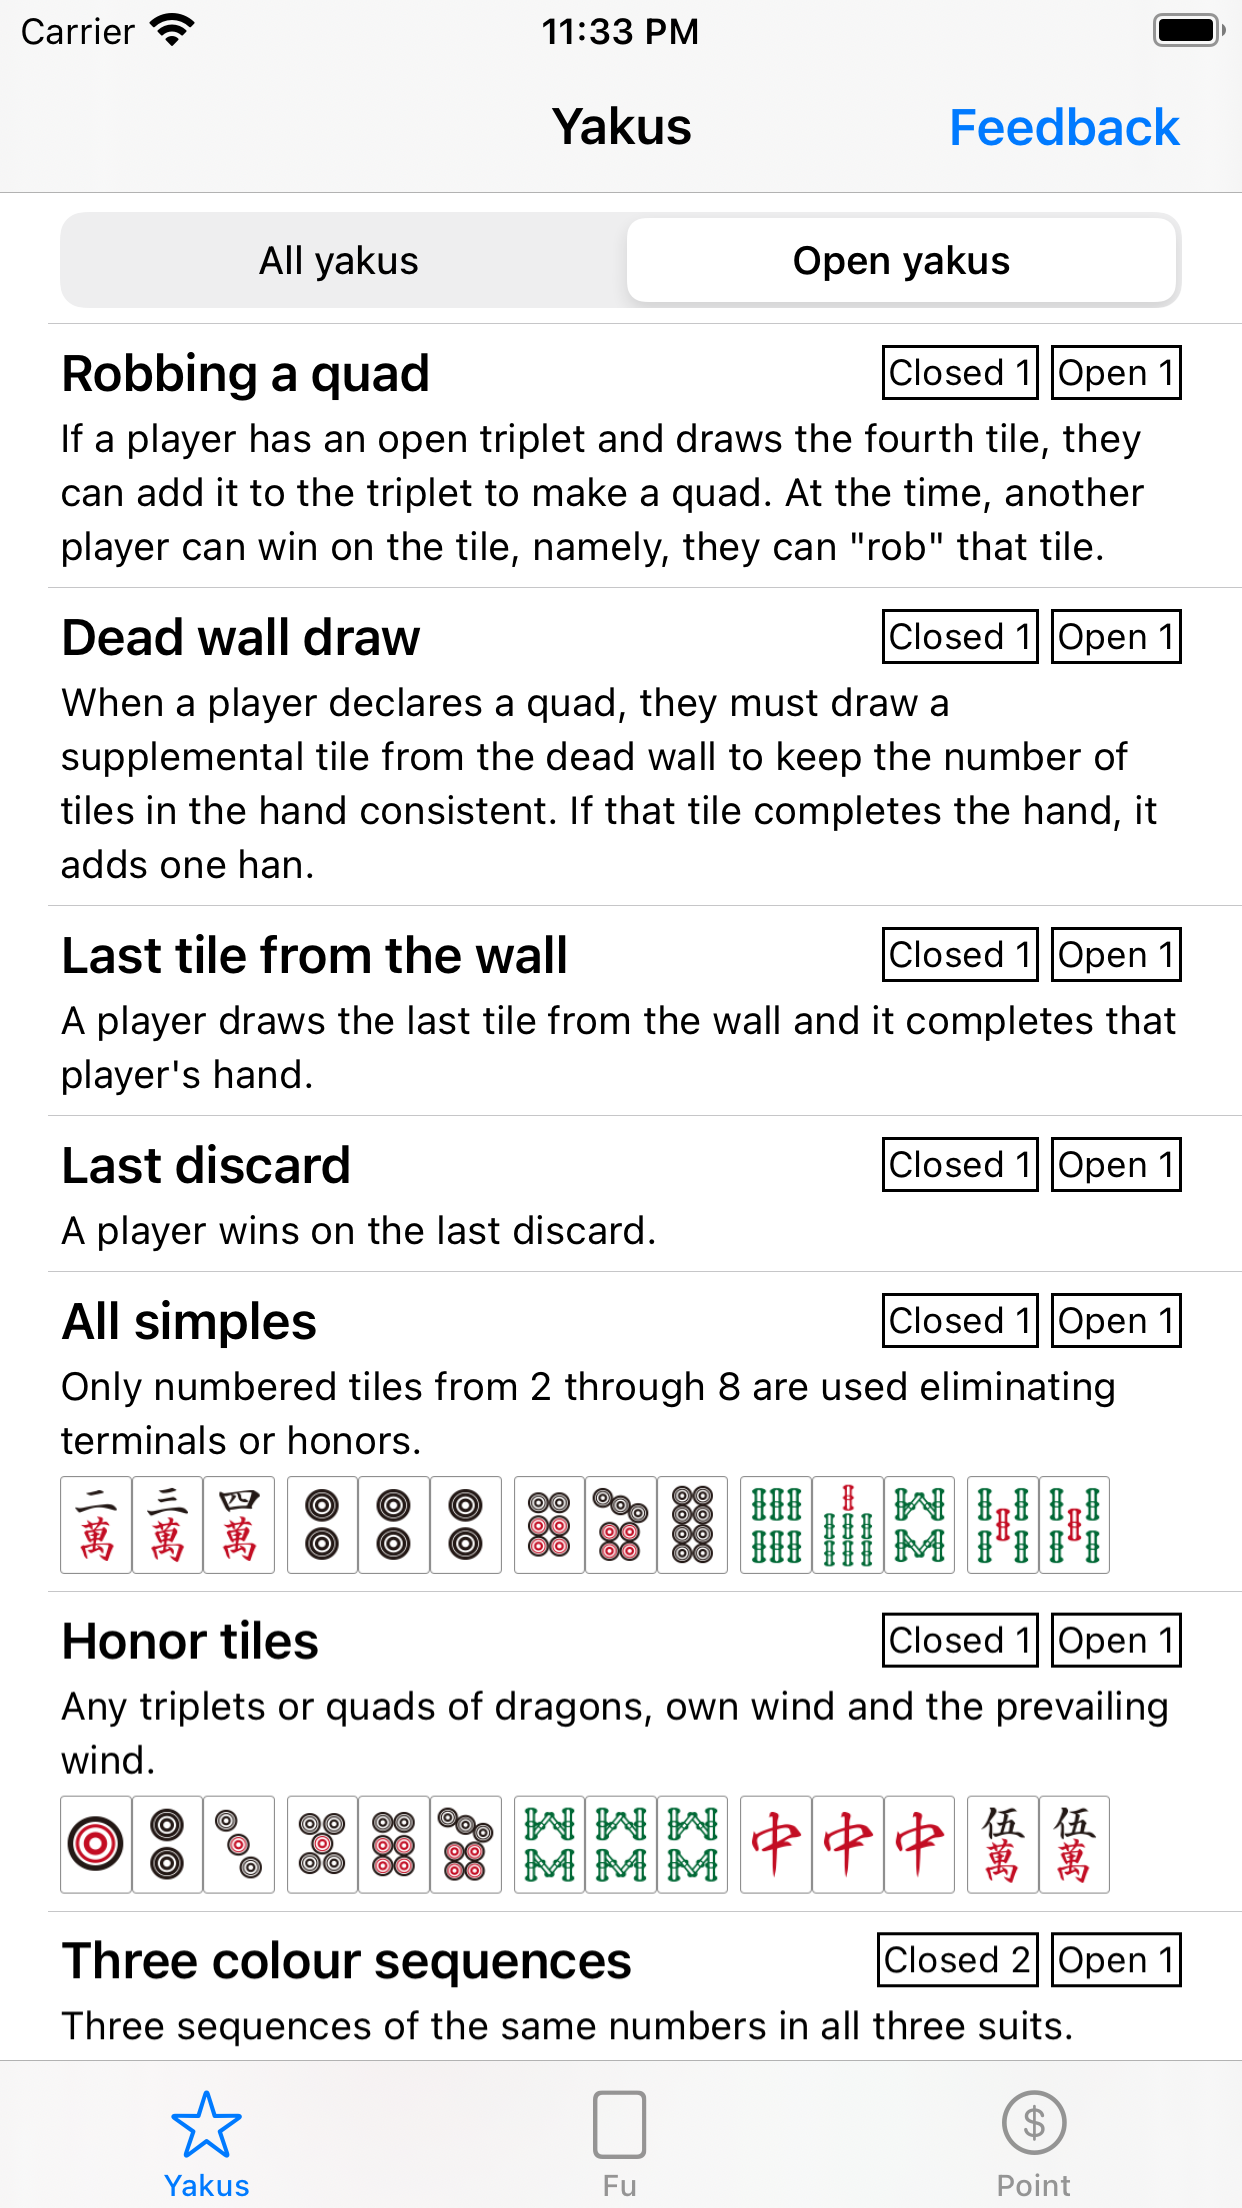 Carrier 11:33 PM
Yakus Feedback
All yakus Open yakus
Robbing a quad Closed 1 Open 1
If a player has an open triplet and draws the fourth tile, they
can add it to the triplet to make a quad. At the time, another
player can win on the tile, namely, they can "rob" that tile.
Dead wall draw Closed 1 Open 1
When a player declares a quad, they must draw a
supplemental tile from the dead wall to keep the number of
tiles in the hand consistent. If that tile completes the hand, it
adds one han.
Last tile from the wall Closed 1 Open 1
A player draws the last tile from the wall and it completes that
player's hand.
Last discard Closed 1 Open 1
A player wins on the last discard.
All simples Closed 1 Open 1
Only numbered tiles from 2 through 8 are used eliminating
terminals or honors.
二萬 三萬 四萬
Honor tiles Closed 1 Open 1
Any triplets or quads of dragons, own wind and the prevailing
wind.
中 中 中 伍萬 伍萬
Three colour sequences Closed 2 Open 1
Three sequences of the same numbers in all three suits.
Yakus Fu $ Point